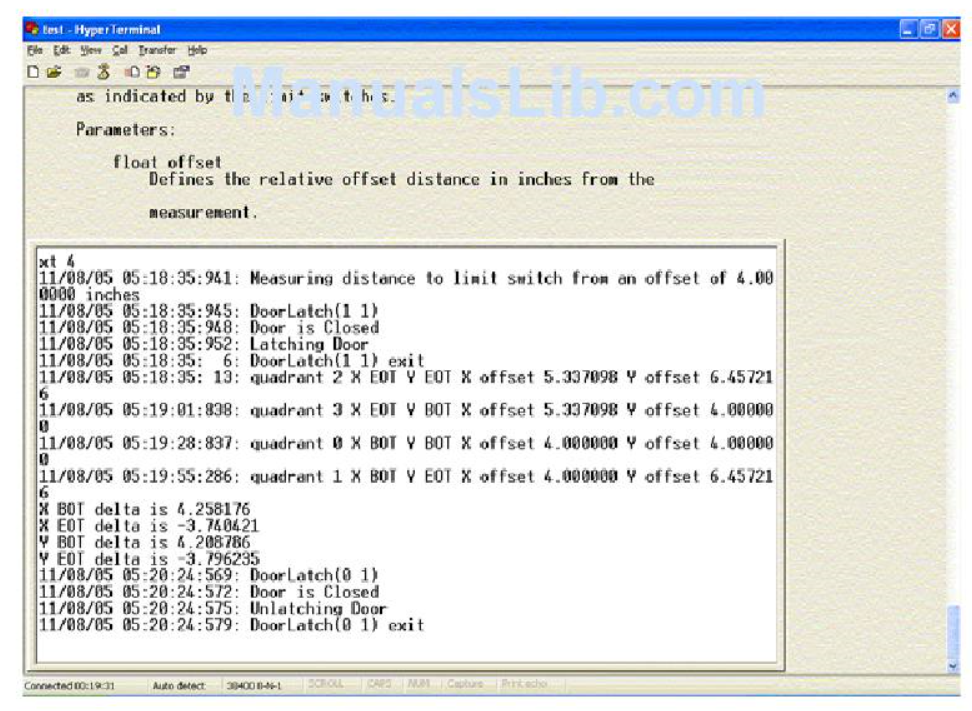 test - HyperTerminal
File Edit View Call Transfer Help
ManualsLib.com
as indicated by the limit switches.
Parameters:
float offset
Defines the relative offset distance in inches from the
measurement.
xt 4
11/08/05 05:18:35:941: Measuring distance to limit switch from an offset of 4.00
0000 inches
11/08/05 05:18:35:945: DoorLatch(1 1)
11/08/05 05:18:35:948: Door is Closed
11/08/05 05:18:35:952: Latching Door
11/08/05 05:18:35:  6: DoorLatch(1 1) exit
11/08/05 05:18:35: 13: quadrant 2 X EOT Y EOT X offset 5.337098 Y offset 6.45721
6
11/08/05 05:19:01:838: quadrant 3 X EOT Y BOT X offset 5.337098 Y offset 4.00000
0
11/08/05 05:19:28:837: quadrant 0 X BOT Y BOT X offset 4.000000 Y offset 4.00000
0
11/08/05 05:19:55:286: quadrant 1 X BOT Y EOT X offset 4.000000 Y offset 6.45721
6
X BOT delta is 4.258176
X EOT delta is -3.740421
Y BOT delta is 4.208786
Y EOT delta is -3.796235
11/08/05 05:20:24:569: DoorLatch(0 1)
11/08/05 05:20:24:572: Door is Closed
11/08/05 05:20:24:575: Unlatching Door
11/08/05 05:20:24:579: DoorLatch(0 1) exit
Connected 00:19:31 Auto detect 38400 8-N-1 SCROLL CAPS NUM Capture Print echo